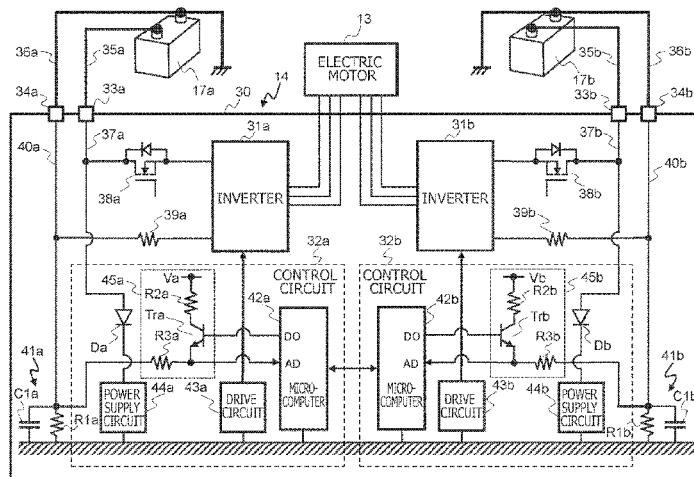 13
36a
35a
17a
ELECTRIC
MOTOR
35b
36b
17b
34a
33a
30
14
33b
34b
37a
31a
31b
37b
40a
40b
38a
INVERTER
INVERTER
38b
39a
39b
32a
32b
45a
Va
CONTROL
CIRCUIT
CONTROL
CIRCUIT
Vb
45b
R2a
42a
42b
R2b
Tra
Trb
R3a
DO
DO
R3b
Da
AD
AD
Db
41a
41b
C1a
POWER
SUPPLY
CIRCUIT
DRIVE
CIRCUIT
MICRO-
COMPUTER
MICRO-
COMPUTER
DRIVE
CIRCUIT
POWER
SUPPLY
CIRCUIT
C1b
R1a
44a
43a
43b
44b
R1b